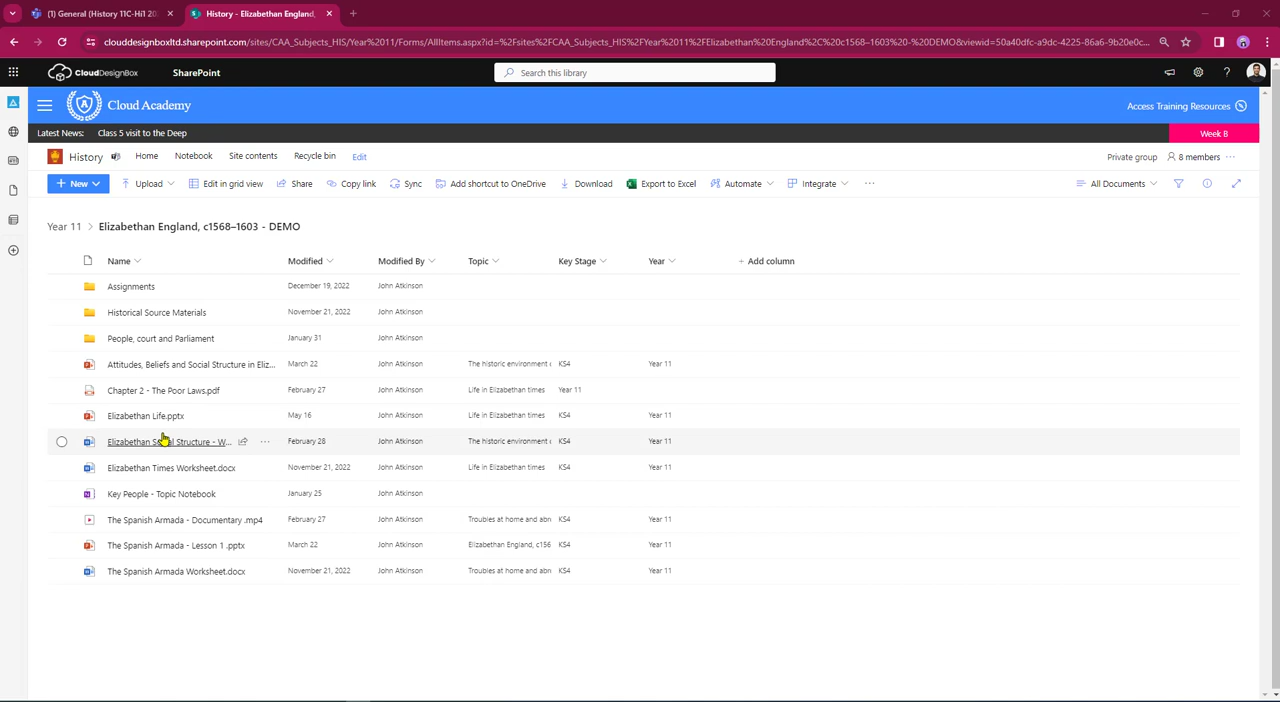 (1) General (History 11C-Hi1 20
History - Elizabethan England,
clouddesignboxltd.sharepoint.com/sites/CAA_Subjects_HIS/Year%2011/Forms/AllItems.aspx?id=%2Fsites%2FCAA_Subjects_HIS%2FYear%2011%2FElizabethan%20England%2C%20c1568–1603%20-%20DEMO&viewid=50a40dfc-a9dc-4225-86a6-9b20e0c...
CloudDesignBox SharePoint Search this library
Cloud Academy Access Training Resources
Latest News: Class 5 visit to the Deep Week B
History Home Notebook Site contents Recycle bin Edit Private group 8 members
+ New Upload Edit in grid view Share Copy link Sync Add shortcut to OneDrive Download Export to Excel Automate Integrate ... All Documents
Year 11 > Elizabethan England, c1568–1603 - DEMO
Name Modified Modified By Topic Key Stage Year + Add column
Assignments December 19, 2022 John Atkinson
Historical Source Materials November 21, 2022 John Atkinson
People, court and Parliament January 31 John Atkinson
Attitudes, Beliefs and Social Structure in Eliz... March 22 John Atkinson The historic environment KS4 Year 11
Chapter 2 - The Poor Laws.pdf February 27 John Atkinson Life in Elizabethan times Year 11
Elizabethan Life.pptx May 16 John Atkinson Life in Elizabethan times KS4 Year 11
Elizabethan Social Structure - W... February 28 John Atkinson The historic environment KS4 Year 11
Elizabethan Times Worksheet.docx November 21, 2022 John Atkinson Life in Elizabethan times KS4 Year 11
Key People - Topic Notebook January 25 John Atkinson
The Spanish Armada - Documentary .mp4 February 27 John Atkinson Troubles at home and abro KS4 Year 11
The Spanish Armada - Lesson 1 .pptx March 22 John Atkinson Elizabethan England, c156 KS4 Year 11
The Spanish Armada Worksheet.docx November 21, 2022 John Atkinson Troubles at home and abro KS4 Year 11